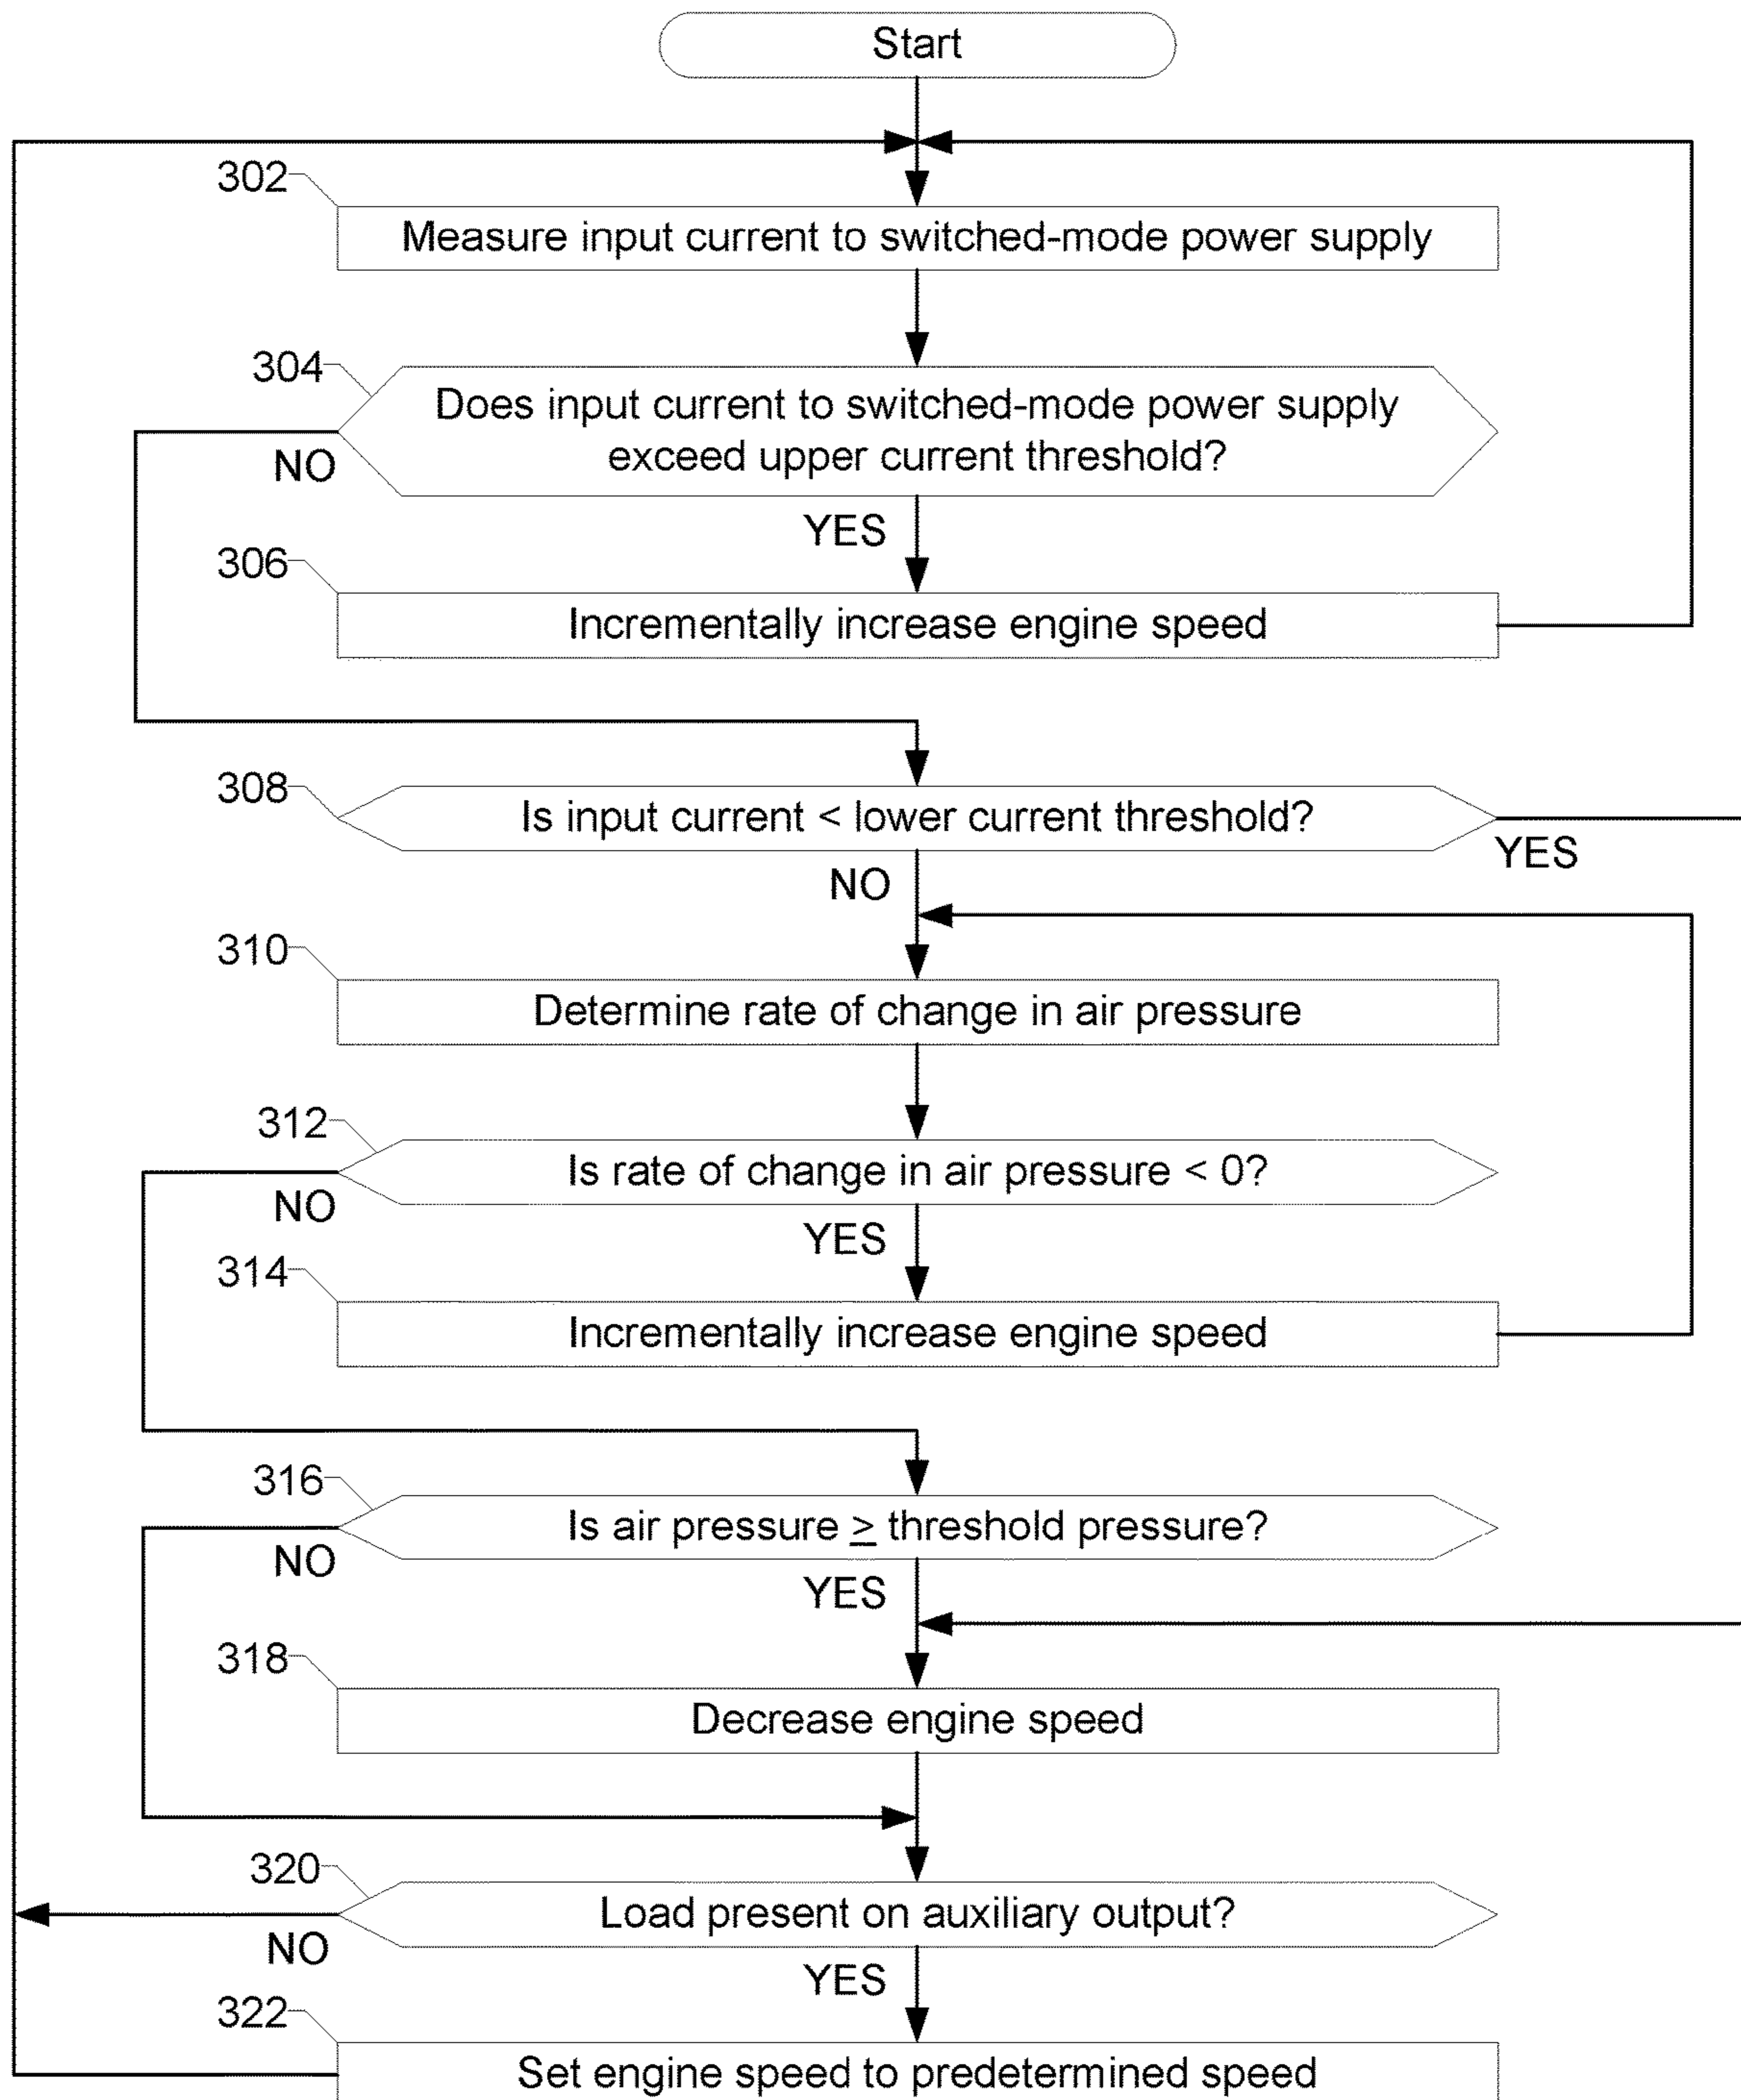 Start
302
Measure input current to switched-mode power supply
304
Does input current to switched-mode power supply
exceed upper current threshold?
NO
YES
306
Incrementally increase engine speed
308
Is input current < lower current threshold?
YES
NO
310
Determine rate of change in air pressure
312
Is rate of change in air pressure < 0?
NO
YES
314
Incrementally increase engine speed
316
Is air pressure ≥ threshold pressure?
NO
YES
318
Decrease engine speed
320
Load present on auxiliary output?
NO
YES
322
Set engine speed to predetermined speed